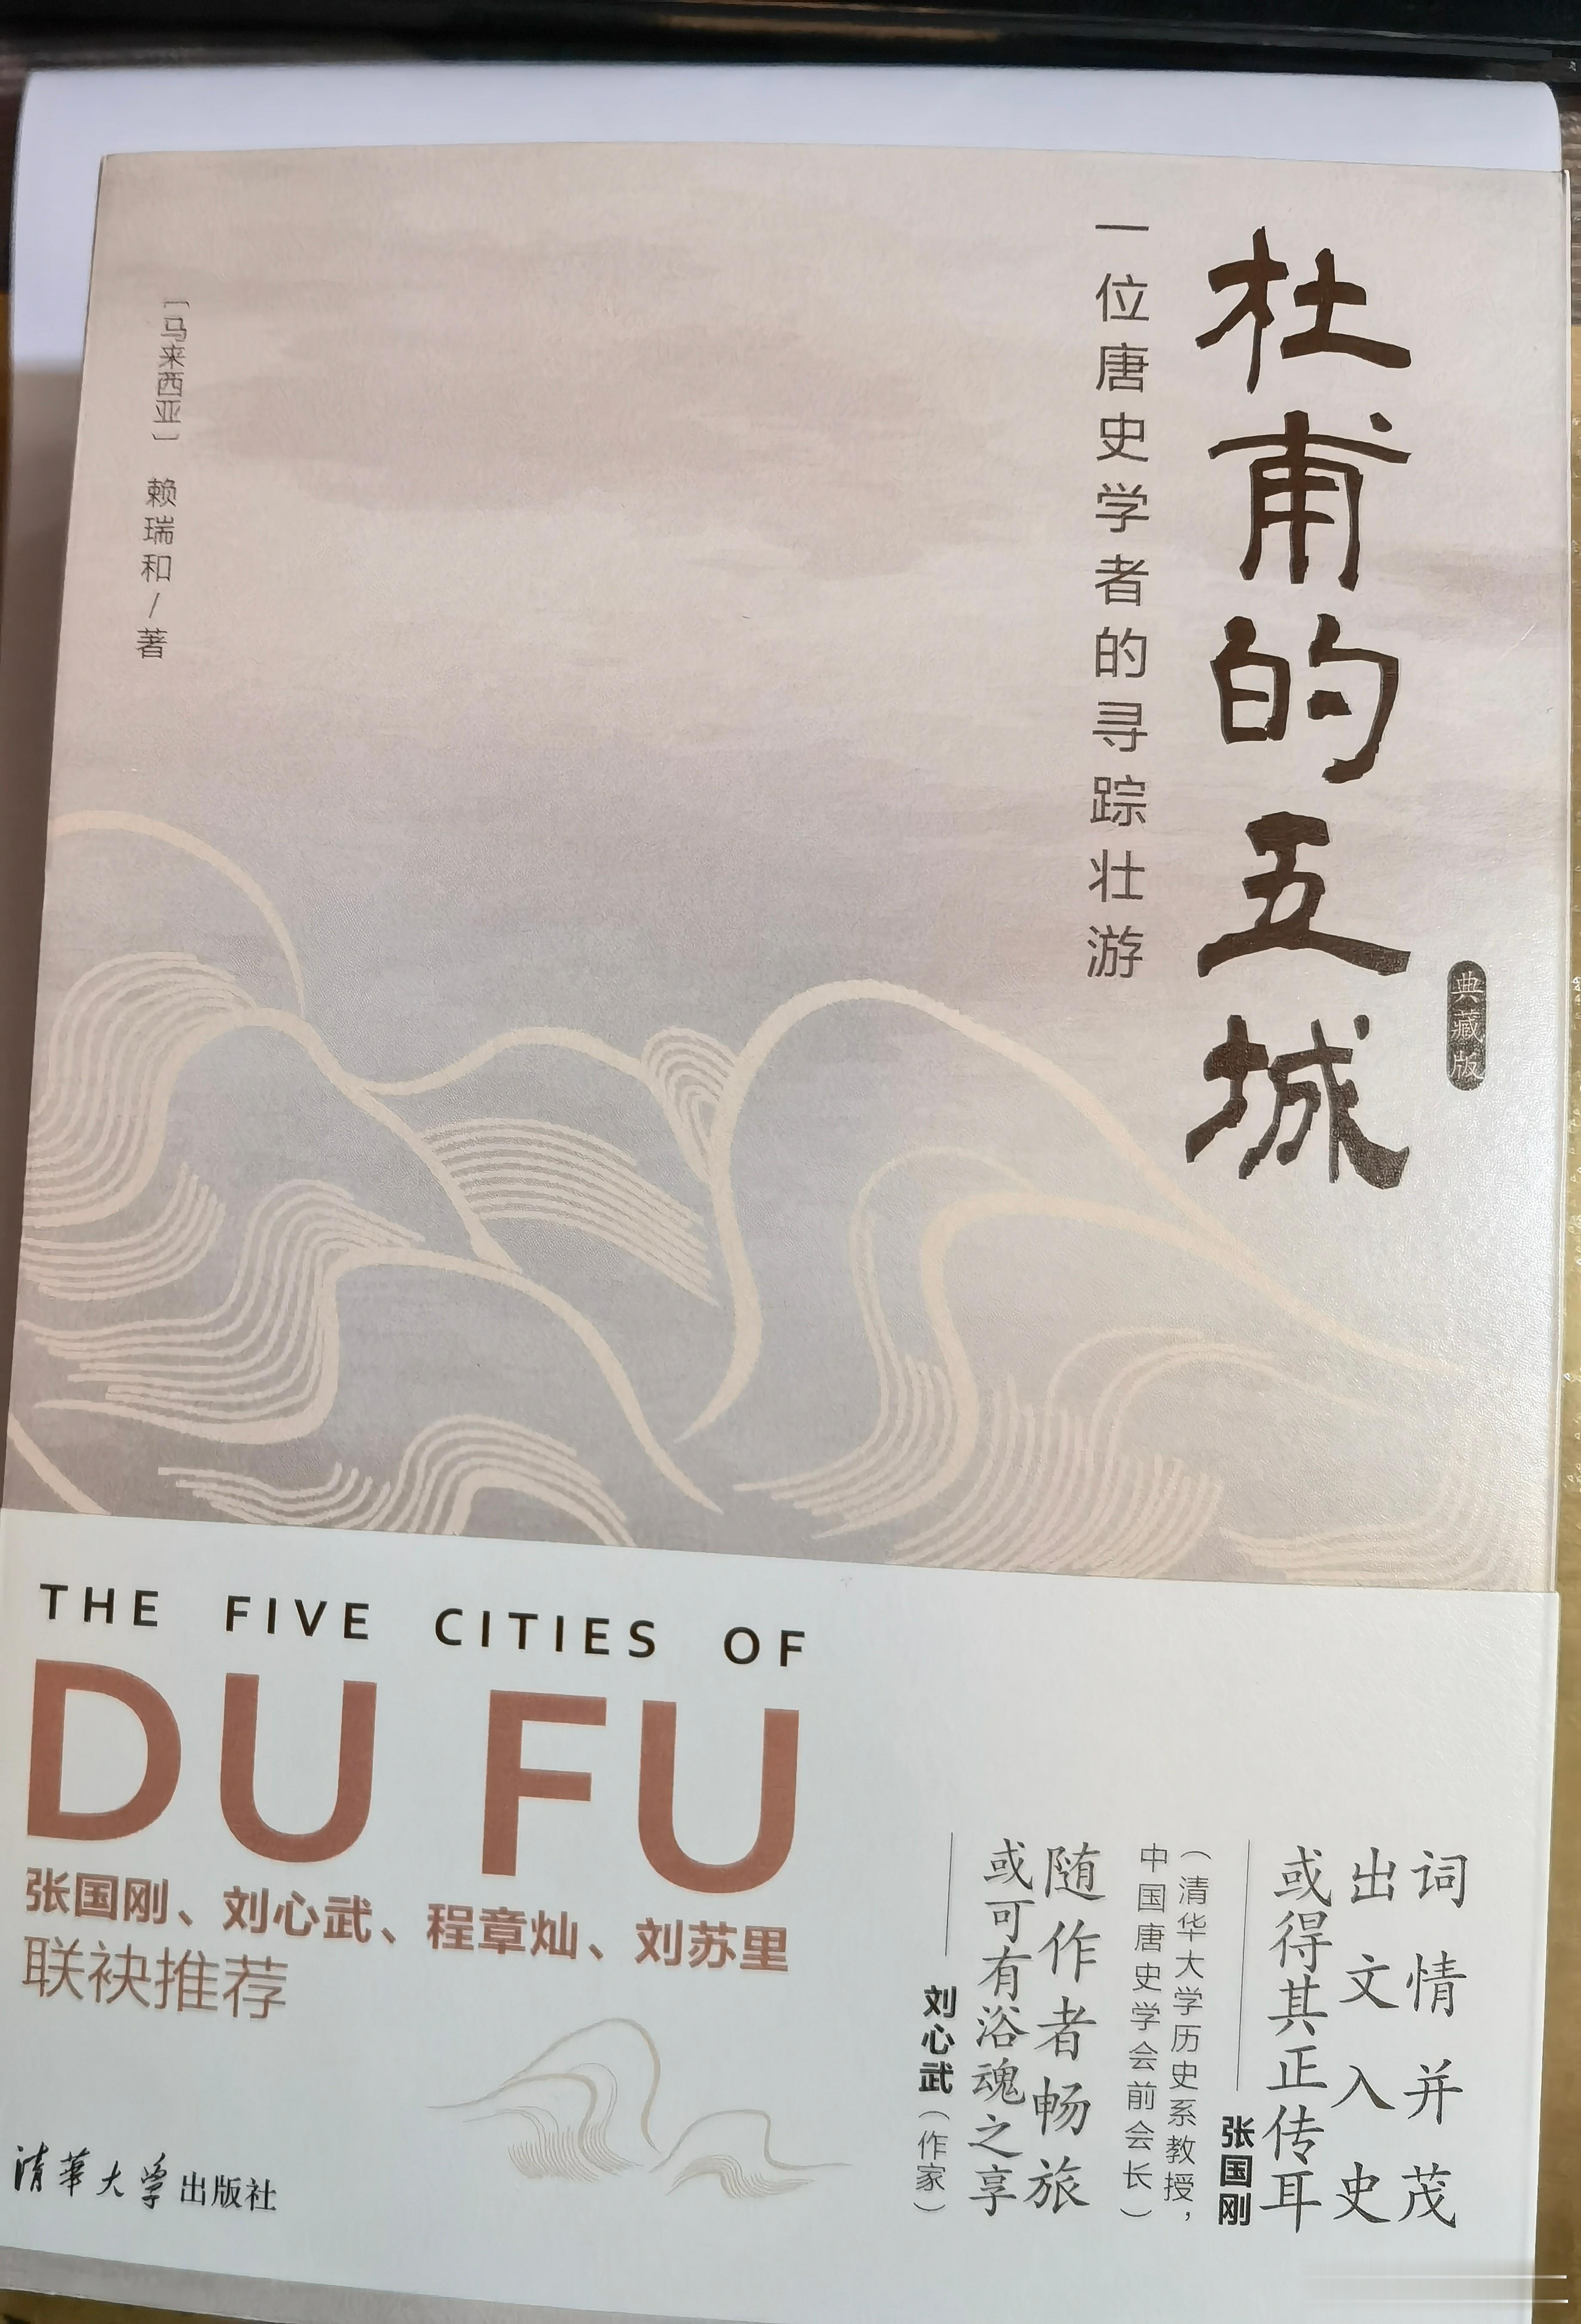 杜甫的五城
典藏版
一位唐史学者的寻踪壮游
[马来西亚] 赖瑞和/著
THE FIVE CITIES OF
DU FU
张国刚、刘心武、程章灿、刘苏里
联袂推荐
词情并茂
出文入史
或得其正传耳
张国刚
(清华大学历史系教授,
中国唐史学会前会长)
随作者畅旅
或可有浴魂之享
刘心武(作家)
清華大学出版社